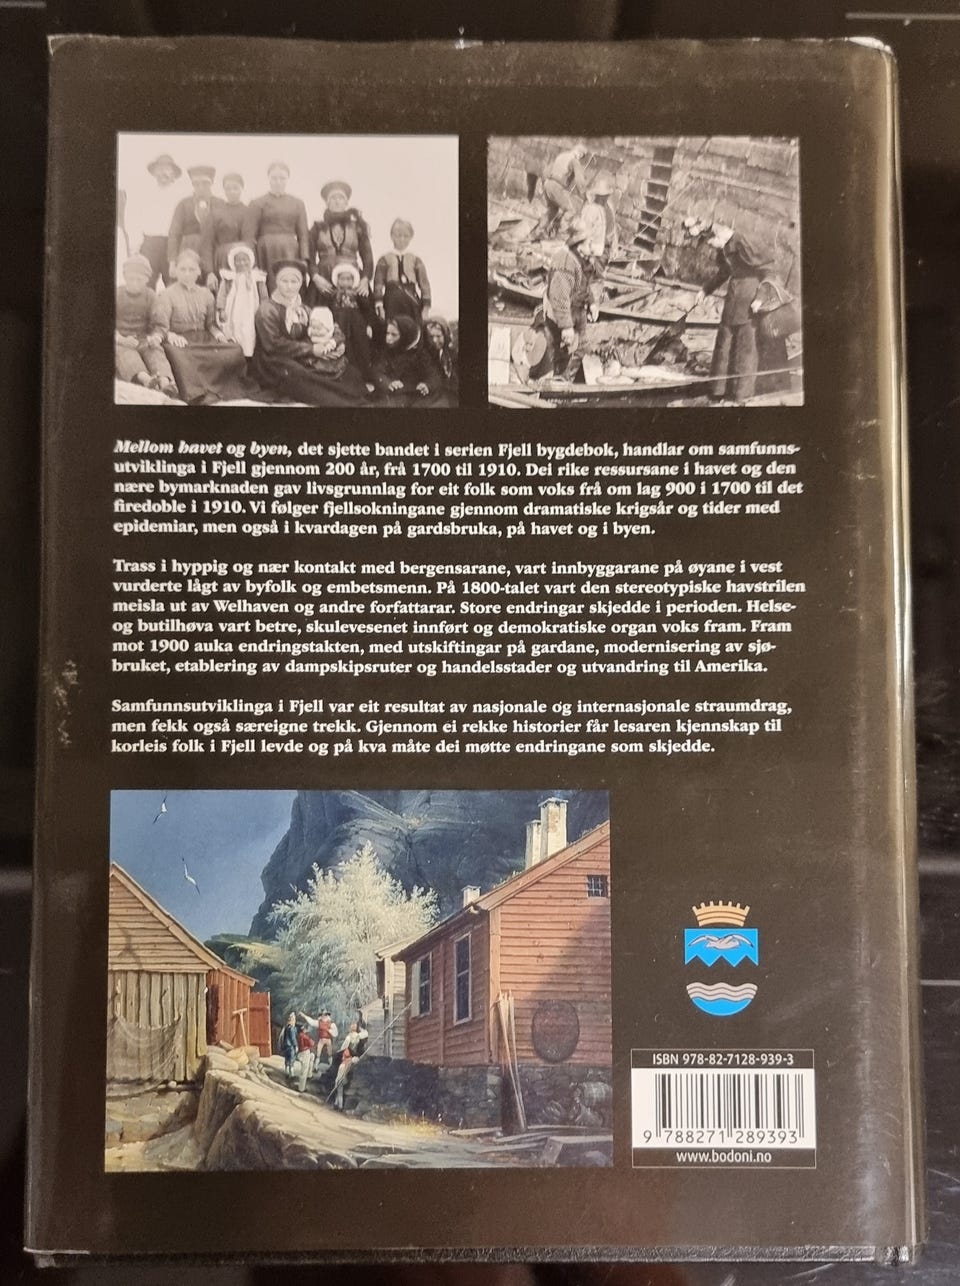 Mellom havet og byen, det sjette bandet i serien Fjell bygdebok, handlar om samfunns-
utviklinga i Fjell gjennom 200 år, frå 1700 til 1910. Dei rike ressursane i havet og den
nære bymarknaden gav livsgrunnlag for eit folk som voks frå om lag 900 i 1700 til det
firedoble i 1910. Vi følger fjellsokningane gjennom dramatiske krigsår og tider med
epidemiar, men også i kvardagen på gardsbruka, på havet og i byen.
Trass i hyppig og nær kontakt med bergensarane, vart innbyggarane på øyane i vest
vurderte lågt av byfolk og embetsmenn. På 1800-talet vart den stereotypiske havstrilen
meisla ut av Welhaven og andre forfattarar. Store endringar skjedde i perioden. Helse-
og butilhøva vart betre, skulevesenet innført og demokratiske organ voks fram. Fram
mot 1900 auka endringstakten, med utskiftingar på gardane, modernisering av sjø-
bruket, etablering av dampskipsruter og handelsstader og utvandring til Amerika.
Samfunnsutviklinga i Fjell var eit resultat av nasjonale og internasjonale straumdrag,
men fekk også særeigne trekk. Gjennom ei rekke historier får lesaren kjennskap til
korleis folk i Fjell levde og på kva måte dei møtte endringane som skjedde.
ISBN 978-82-7128-939-3
9 788271 289393
www.bodoni.no